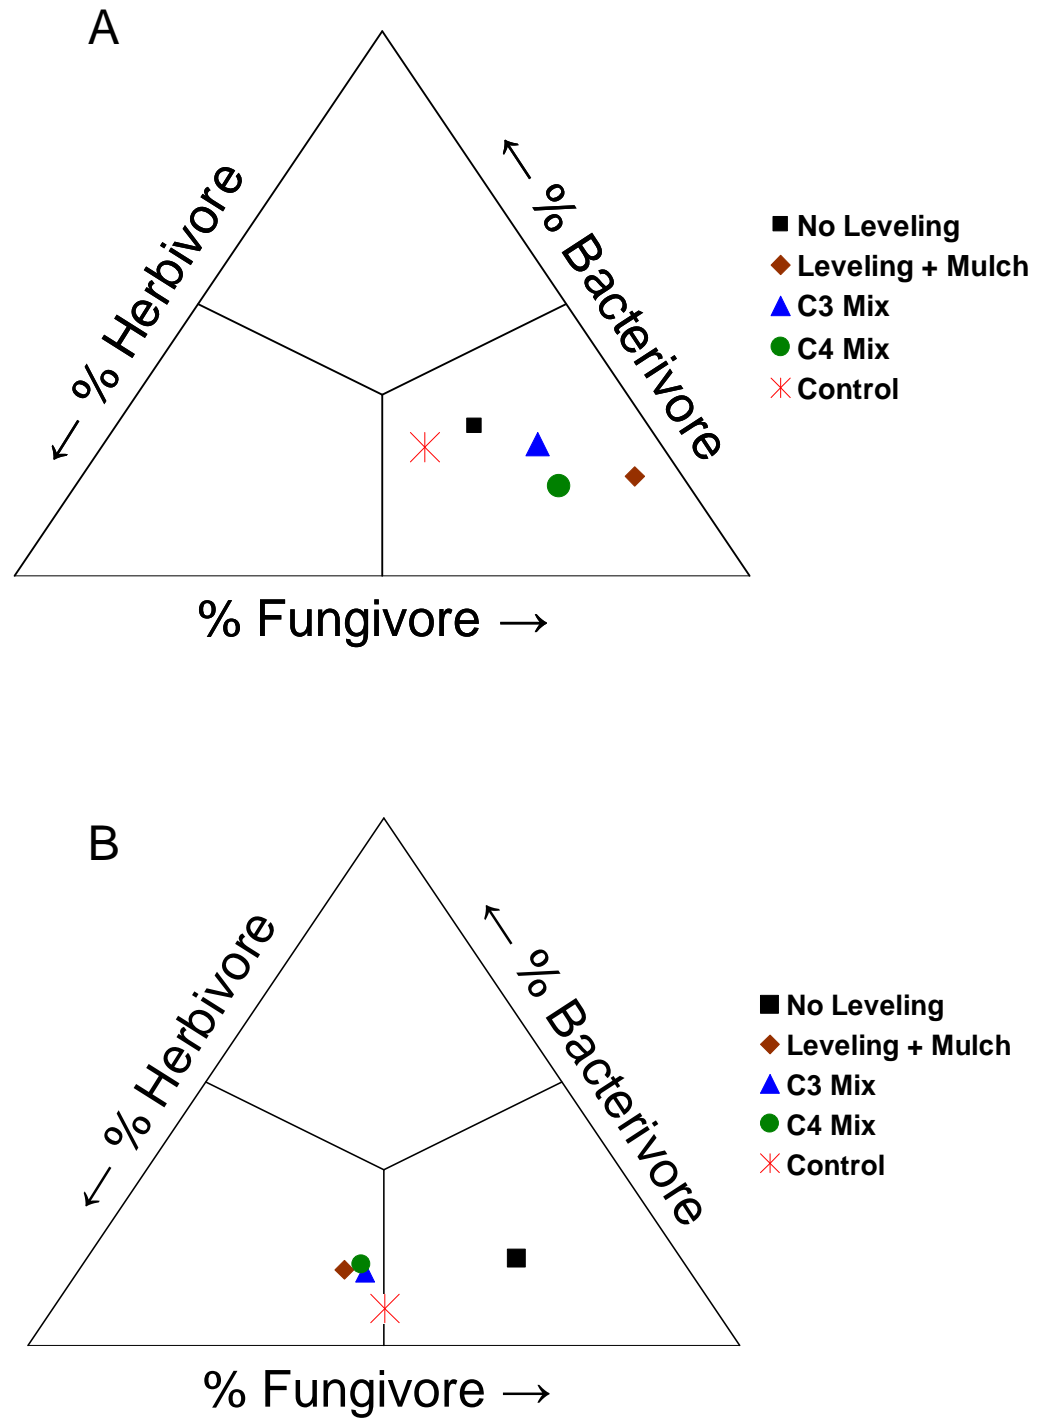 A
← % Herbivore
← % Bacterivore
% Fungivore →
No Leveling
Leveling + Mulch
C3 Mix
C4 Mix
Control
B
← % Herbivore
← % Bacterivore
% Fungivore →
No Leveling
Leveling + Mulch
C3 Mix
C4 Mix
Control